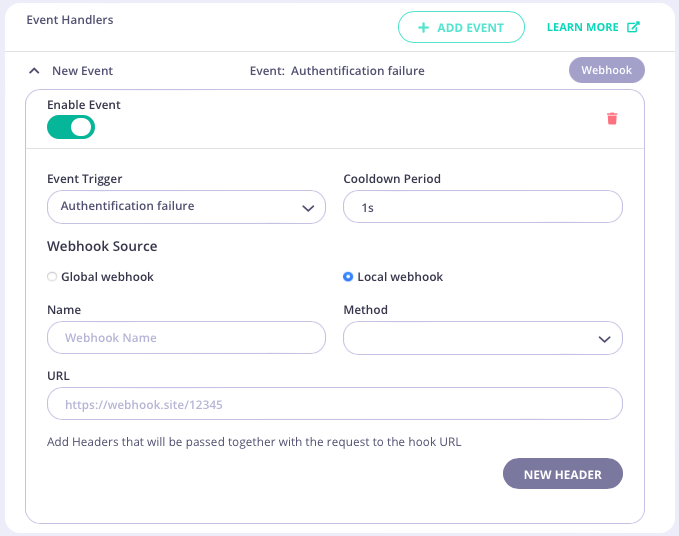 Event Handlers
+ ADD EVENT
LEARN MORE
New Event
Event: Authentification failure
Webhook
Enable Event
Event Trigger
Cooldown Period
Authentification failure
1s
Webhook Source
Global webhook
Local webhook
Name
Method
Webhook Name
URL
https://webhook.site/12345
Add Headers that will be passed together with the request to the hook URL
NEW HEADER